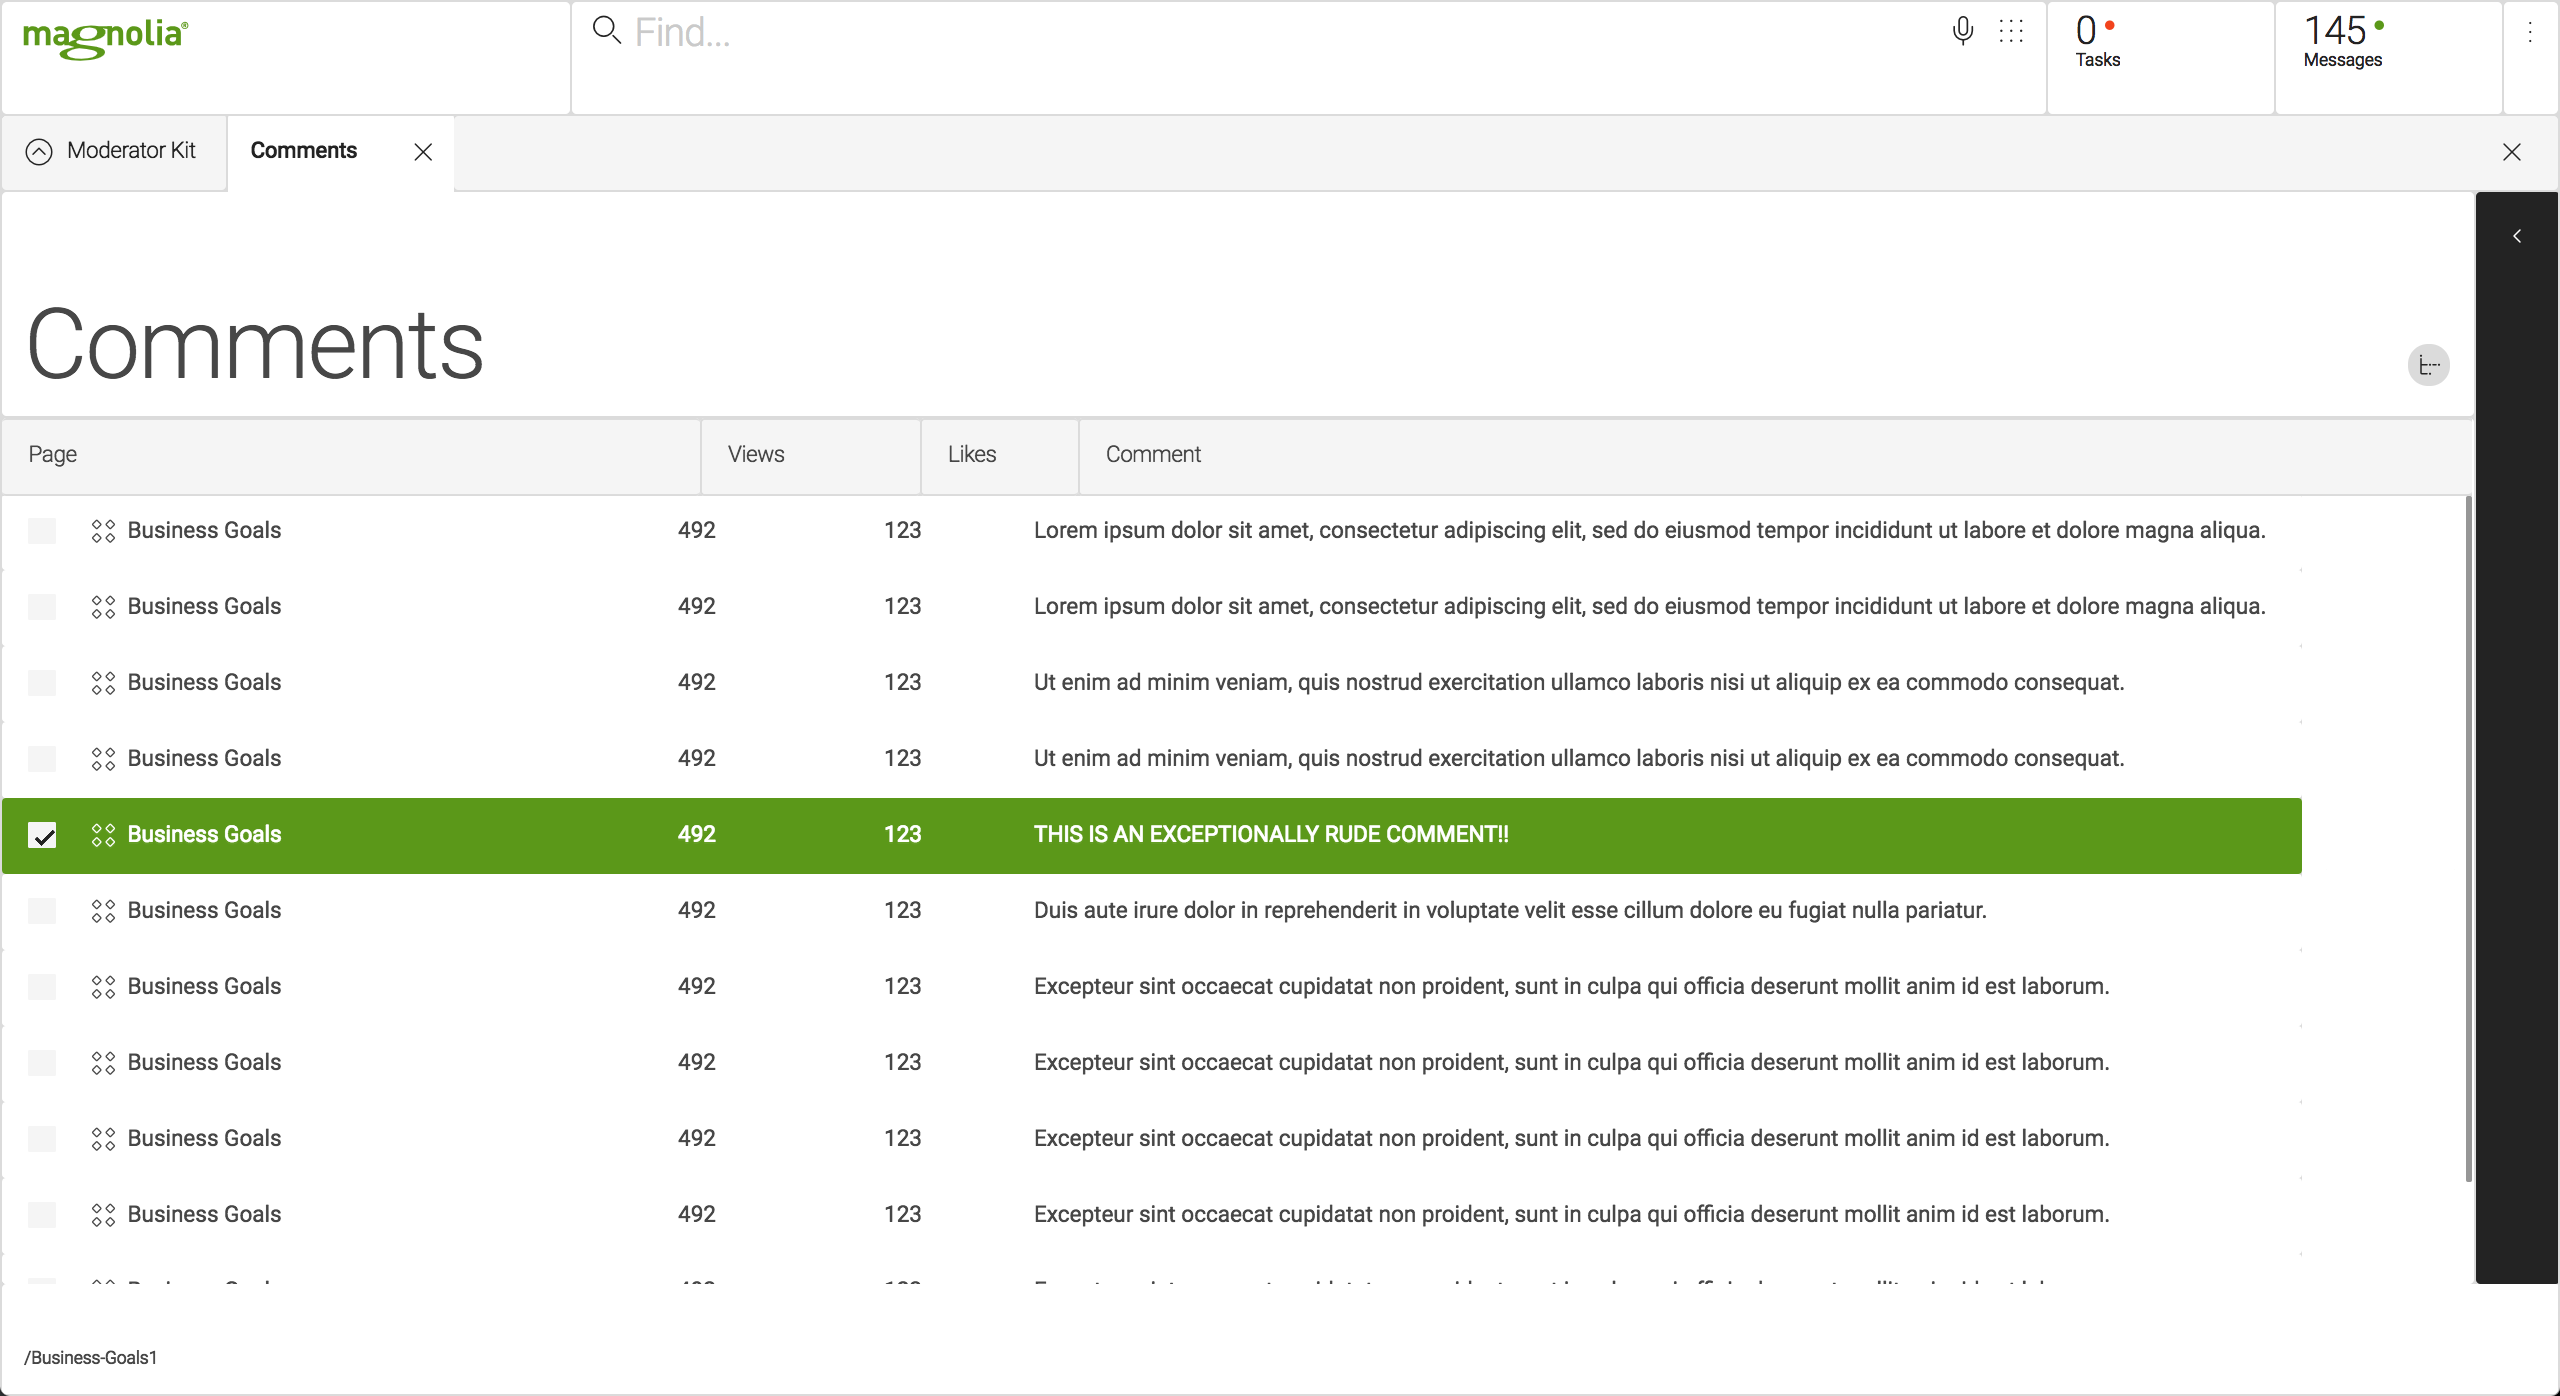 magnolia®
Find...
0
Tasks
145
Messages
Moderator Kit
Comments
Comments
Page Views Likes Comment
Business Goals 492 123 Lorem ipsum dolor sit amet, consectetur adipiscing elit, sed do eiusmod tempor incididunt ut labore et dolore magna aliqua.
Business Goals 492 123 Lorem ipsum dolor sit amet, consectetur adipiscing elit, sed do eiusmod tempor incididunt ut labore et dolore magna aliqua.
Business Goals 492 123 Ut enim ad minim veniam, quis nostrud exercitation ullamco laboris nisi ut aliquip ex ea commodo consequat.
Business Goals 492 123 Ut enim ad minim veniam, quis nostrud exercitation ullamco laboris nisi ut aliquip ex ea commodo consequat.
Business Goals 492 123 THIS IS AN EXCEPTIONALLY RUDE COMMENT!!
Business Goals 492 123 Duis aute irure dolor in reprehenderit in voluptate velit esse cillum dolore eu fugiat nulla pariatur.
Business Goals 492 123 Excepteur sint occaecat cupidatat non proident, sunt in culpa qui officia deserunt mollit anim id est laborum.
Business Goals 492 123 Excepteur sint occaecat cupidatat non proident, sunt in culpa qui officia deserunt mollit anim id est laborum.
Business Goals 492 123 Excepteur sint occaecat cupidatat non proident, sunt in culpa qui officia deserunt mollit anim id est laborum.
Business Goals 492 123 Excepteur sint occaecat cupidatat non proident, sunt in culpa qui officia deserunt mollit anim id est laborum.
/Business-Goals1